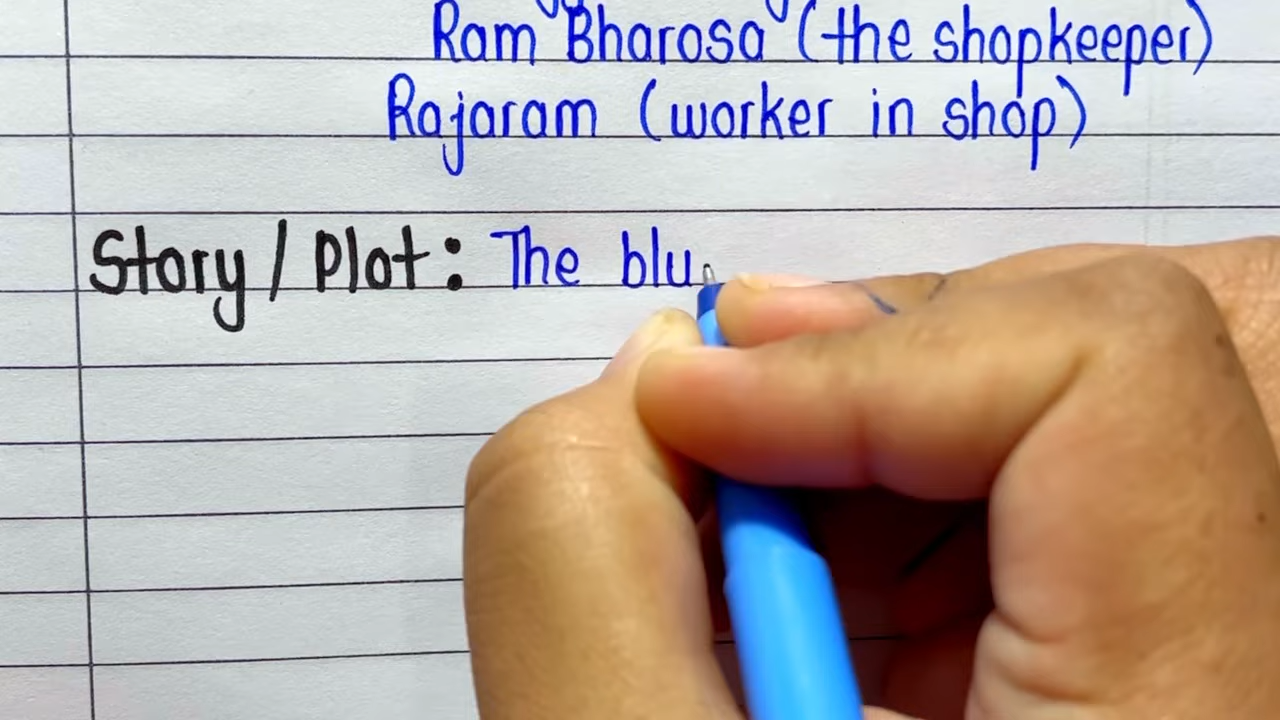 Ram Bharosa (the shopkeeper)
Rajaram (worker in shop)
Story / Plot : The blu